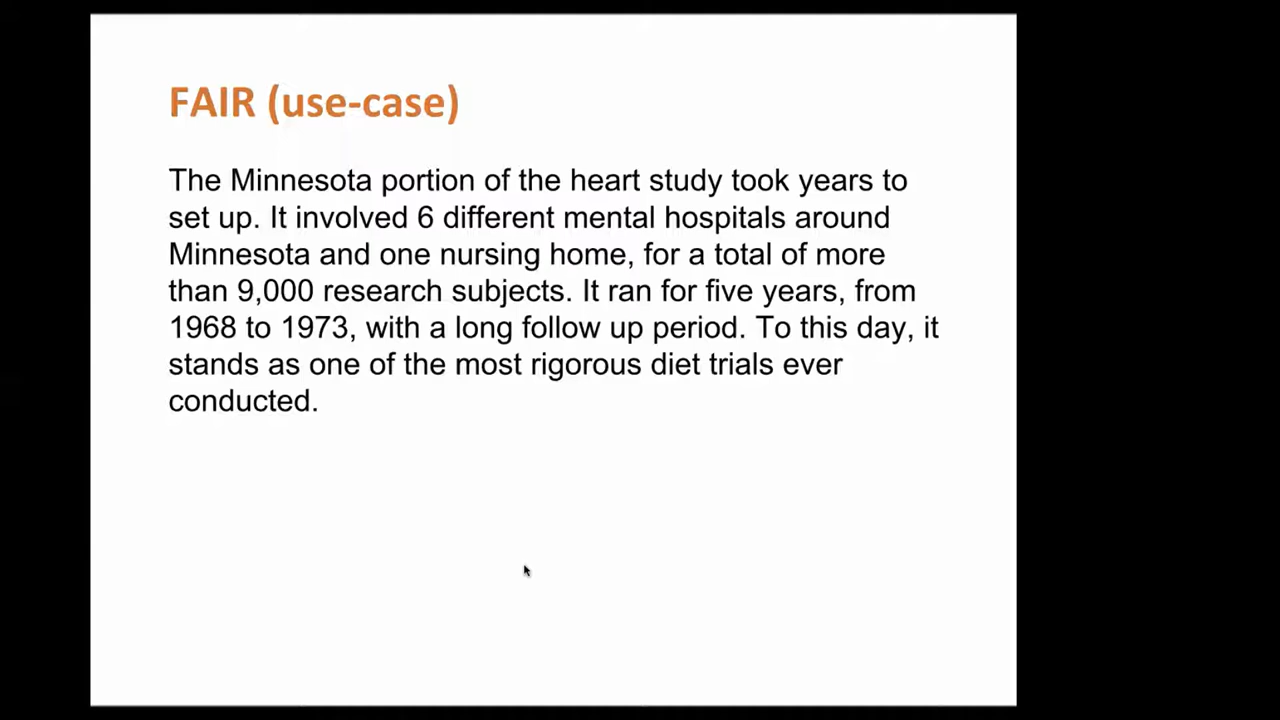 FAIR (use-case)
The Minnesota portion of the heart study took years to
set up. It involved 6 different mental hospitals around
Minnesota and one nursing home, for a total of more
than 9,000 research subjects. It ran for five years, from
1968 to 1973, with a long follow up period. To this day, it
stands as one of the most rigorous diet trials ever
conducted.